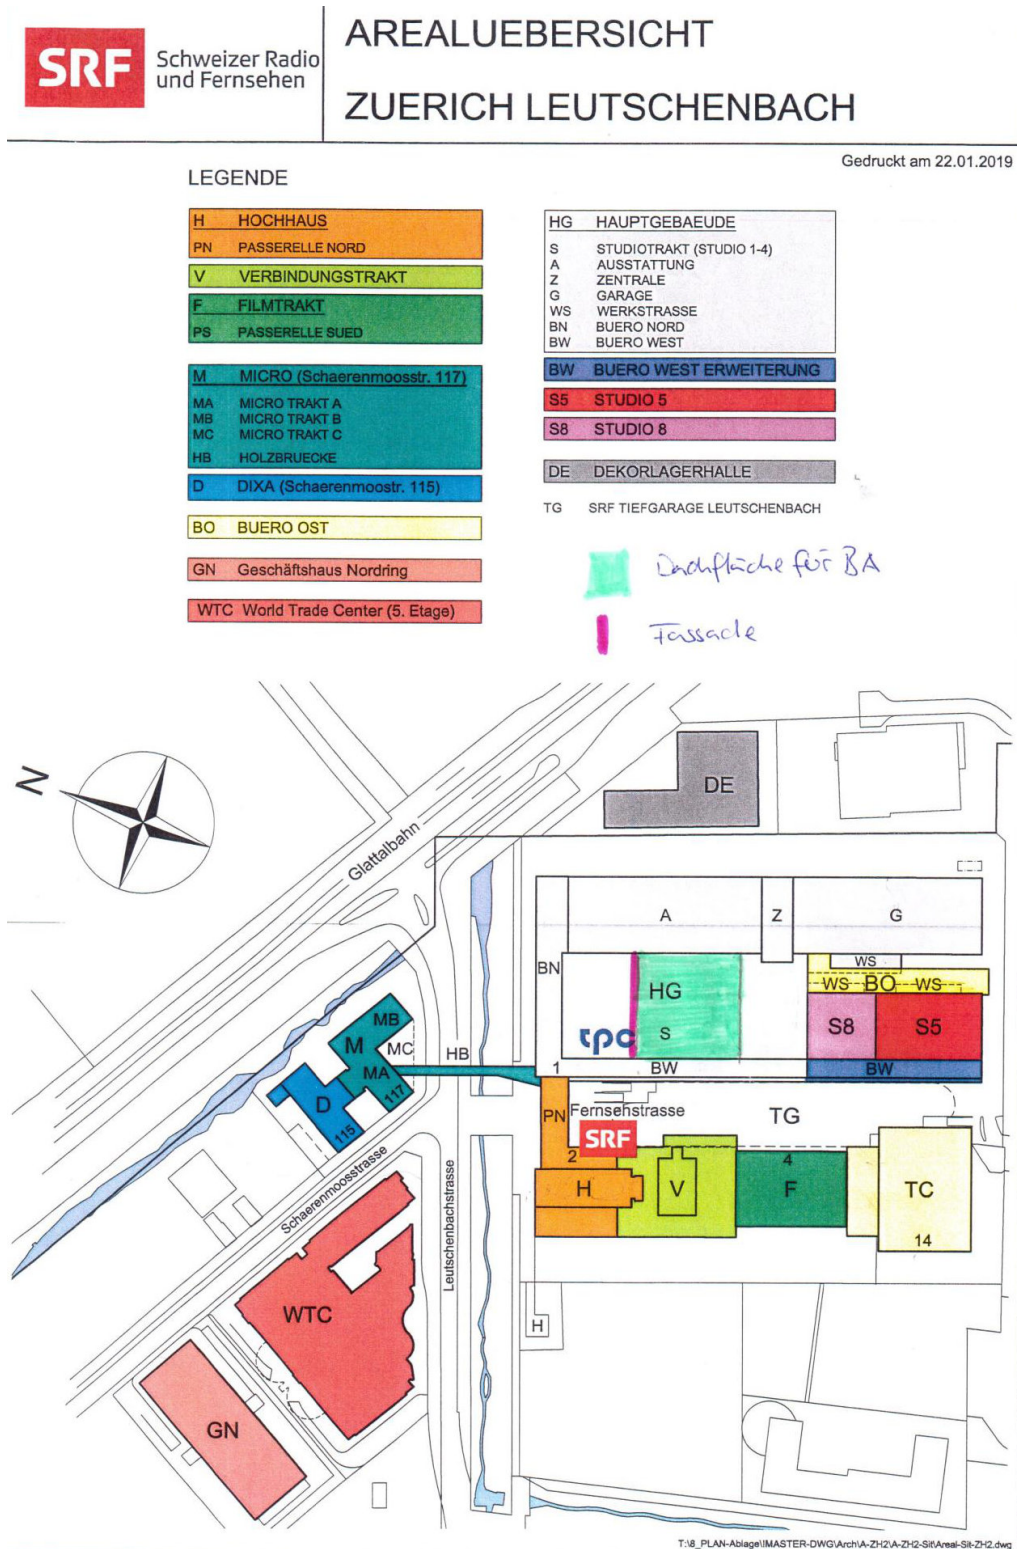 SRF
Schweizer Radio
und Fernsehen
AREALUEBERSICHT
ZUERICH LEUTSCHENBACH
Gedruckt am 22.01.2019
LEGENDE
H HOCHHAUS
PN PASSERELLE NORD
V VERBINDUNGSTRAKT
F FILMTRAKT
PS PASSERELLE SUED
M MICRO (Schaerenmoosstr. 117)
MA MICRO TRAKT A
MB MICRO TRAKT B
MC MICRO TRAKT C
HB HOLZBRUECKE
D DIXA (Schaerenmoostr. 115)
BO BUERO OST
GN Geschäftshaus Nordring
WTC World Trade Center (5. Etage)
HG HAUPTGEBAEUDE
S STUDIOTRAKT (STUDIO 1-4)
A AUSSTATTUNG
Z ZENTRALE
G GARAGE
WS WERKSTRASSE
BN BUERO NORD
BW BUERO WEST
BW BUERO WEST ERWEITERUNG
S5 STUDIO 5
S8 STUDIO 8
DE DEKORLAGERHALLE
TG SRF TIEFGARAGE LEUTSCHENBACH
Dachfläche für BA
Fassade
N
Glattalbahn
DE
A
Z
G
BN
HG
WS
WS BO WS
S8
S5
tpc
S
MB
M
MC
MA
117
HB
1
BW
BW
D
115
PN
Fernsehstrasse
TG
SRF
2
4
H
V
F
TC
14
Schaerenmoosstrasse
Leutschenbachstrasse
WTC
H
GN
T:\8_PLAN-Ablage\IMASTER-DWG\Arch\A-ZH2\A-ZH2-Sit\Areal-Sit-ZH2.dwg